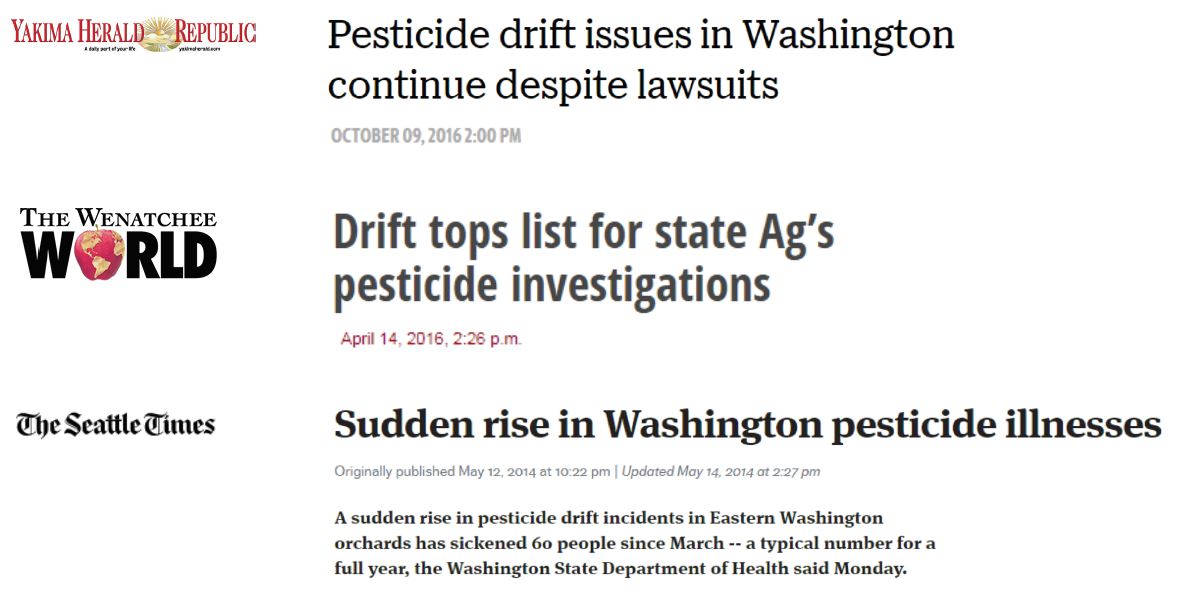 YAKIMA HERALD REPUBLIC
A daily part of your life yakimaherald.com
Pesticide drift issues in Washington
continue despite lawsuits
OCTOBER 09, 2016 2:00 PM
THE WENATCHEE
WORLD
Drift tops list for state Ag’s
pesticide investigations
April 14, 2016, 2:26 p.m.
The Seattle Times
Sudden rise in Washington pesticide illnesses
Originally published May 12, 2014 at 10:22 pm | Updated May 14, 2014 at 2:27 pm
A sudden rise in pesticide drift incidents in Eastern Washington
orchards has sickened 60 people since March -- a typical number for a
full year, the Washington State Department of Health said Monday.